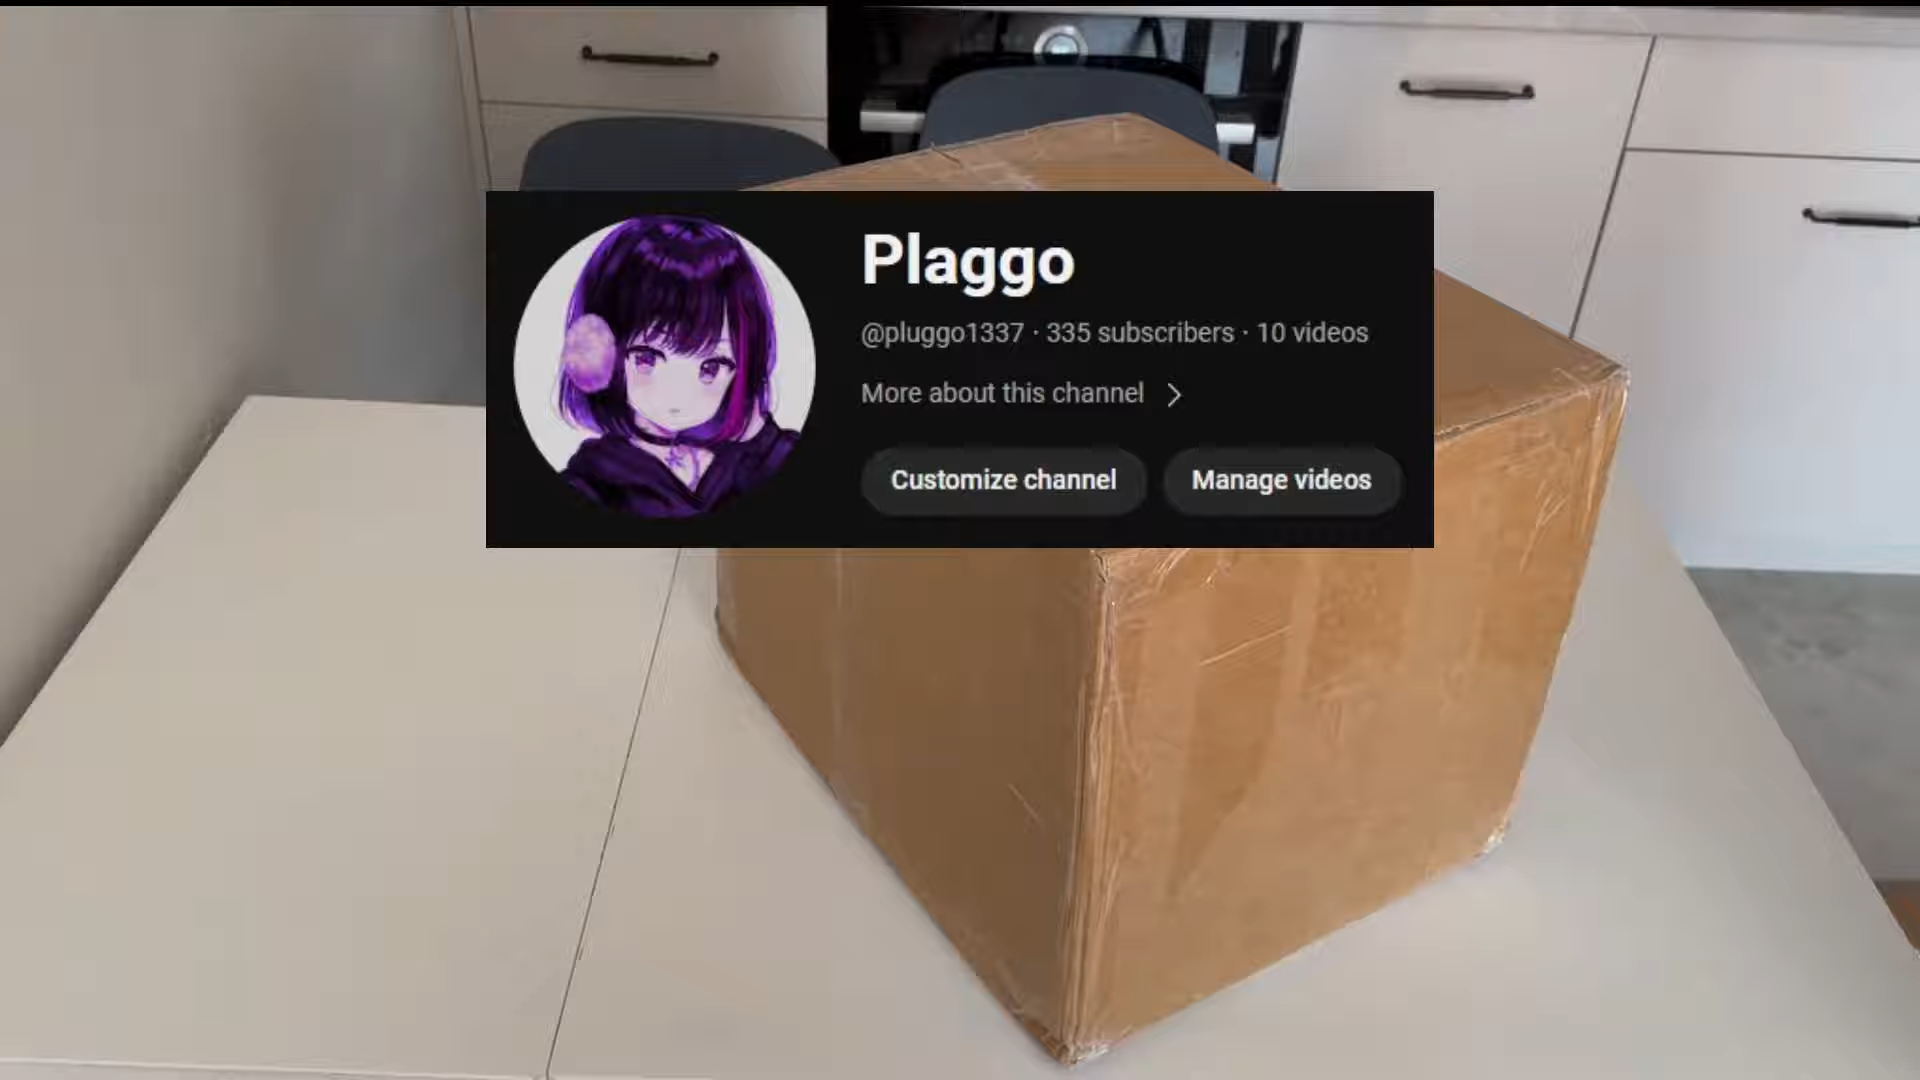 Plaggo
@pluggo1337 · 335 subscribers · 10 videos
More about this channel
Customize channel
Manage videos